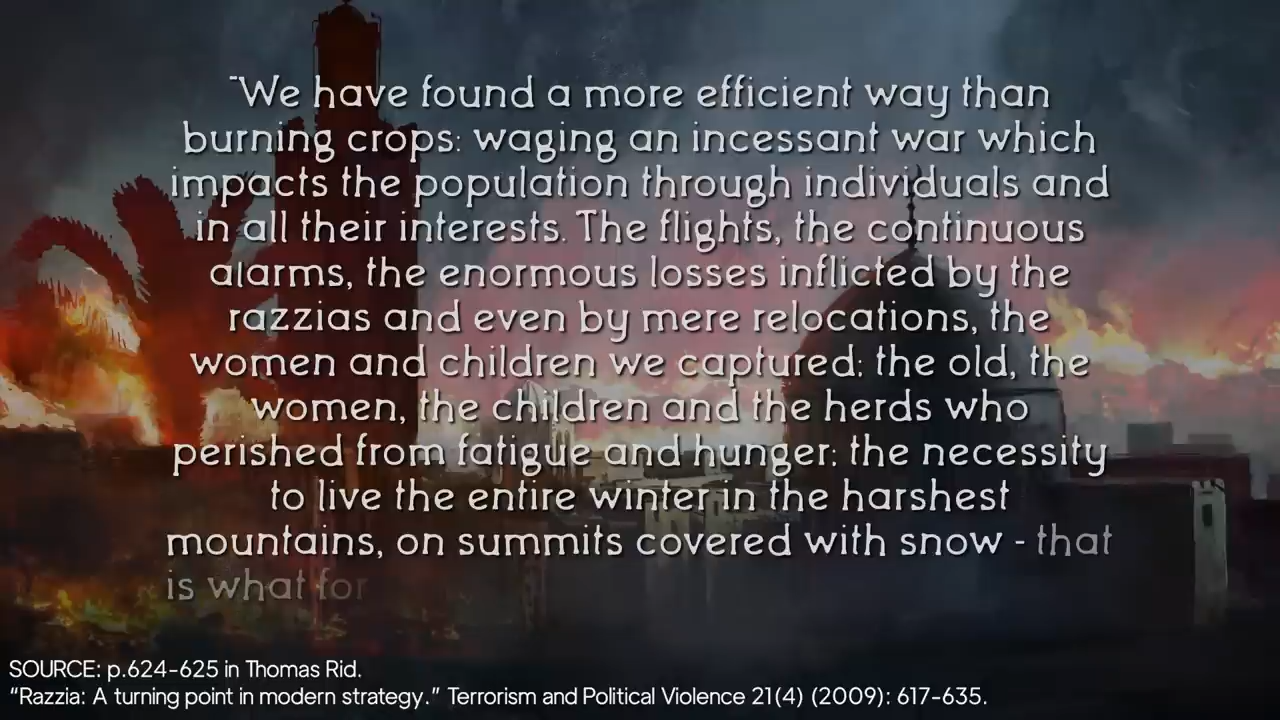 "We have found a more efficient way than
burning crops: waging an incessant war which
impacts the population through individuals and
in all their interests. The flights, the continuous
alarms, the enormous losses inflicted by the
razzias and even by mere relocations, the
women and children we captured; the old, the
women, the children and the herds who
perished from fatigue and hunger; the necessity
to live the entire winter in the harshest
mountains, on summits covered with snow - that
is what for
SOURCE: p.624-625 in Thomas Rid.
"Razzia: A turning point in modern strategy." Terrorism and Political Violence 21(4) (2009): 617-635.